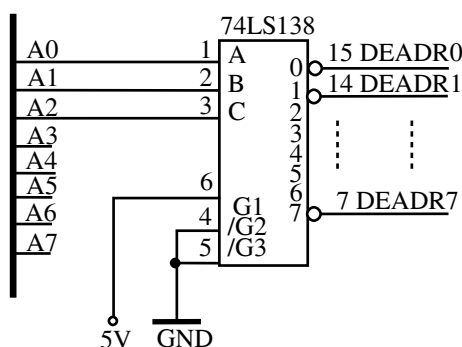 74LS138
A0 1 A 0 15 DEADR0
A1 2 B 1 14 DEADR1
A2 3 C 2
A3 3
A4 4
A5 5
6 G1 6
A6 4 /G2 7 7 DEADR7
A7 5 /G3
5V GND